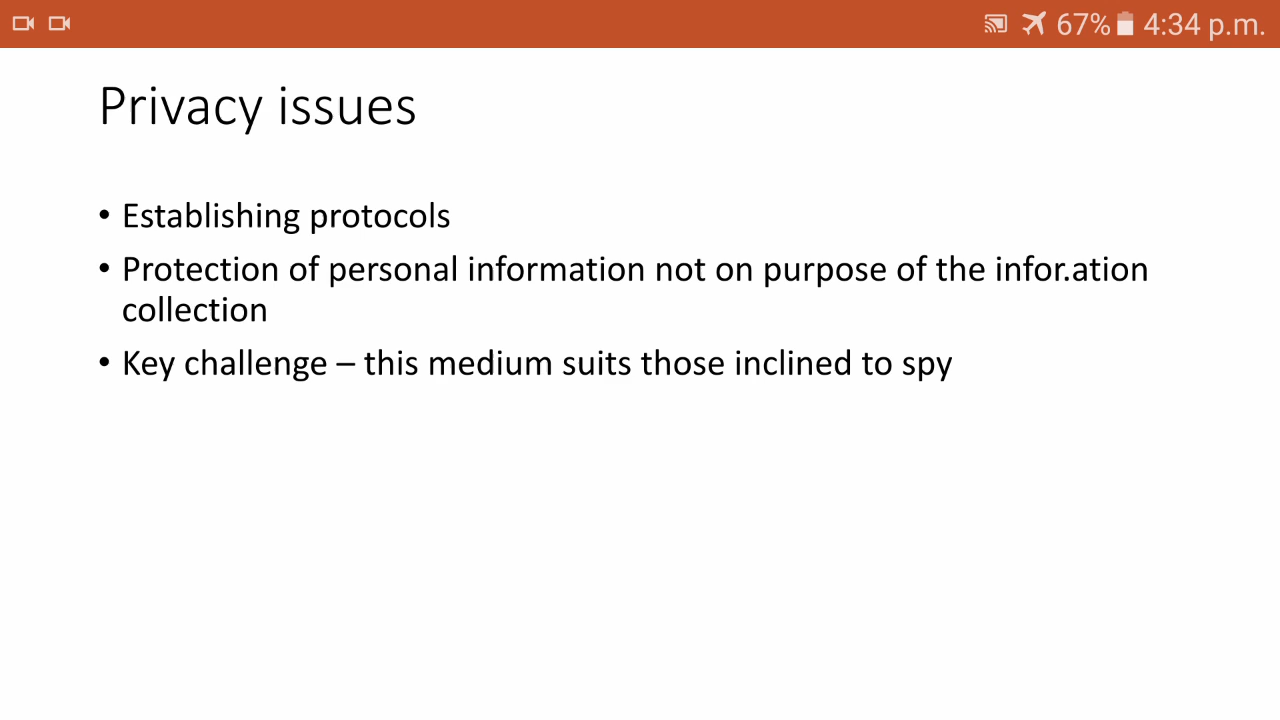 67% 4:34 p.m.
Privacy issues
• Establishing protocols
• Protection of personal information not on purpose of the infor.ation
collection
• Key challenge – this medium suits those inclined to spy